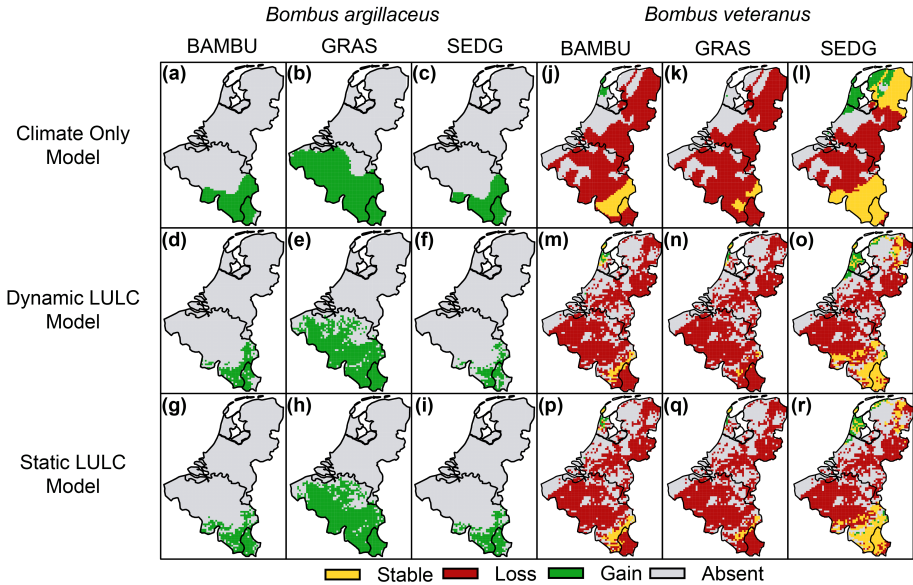 Bombus argillaceus Bombus veteranus
BAMBU GRAS SEDG BAMBU GRAS SEDG
(a) (b) (c) (j) (k) (l)
Climate Only
Model
(d) (e) (f) (m) (n) (o)
Dynamic LULC
Model
(g) (h) (i) (p) (q) (r)
Static LULC
Model
Stable Loss Gain Absent